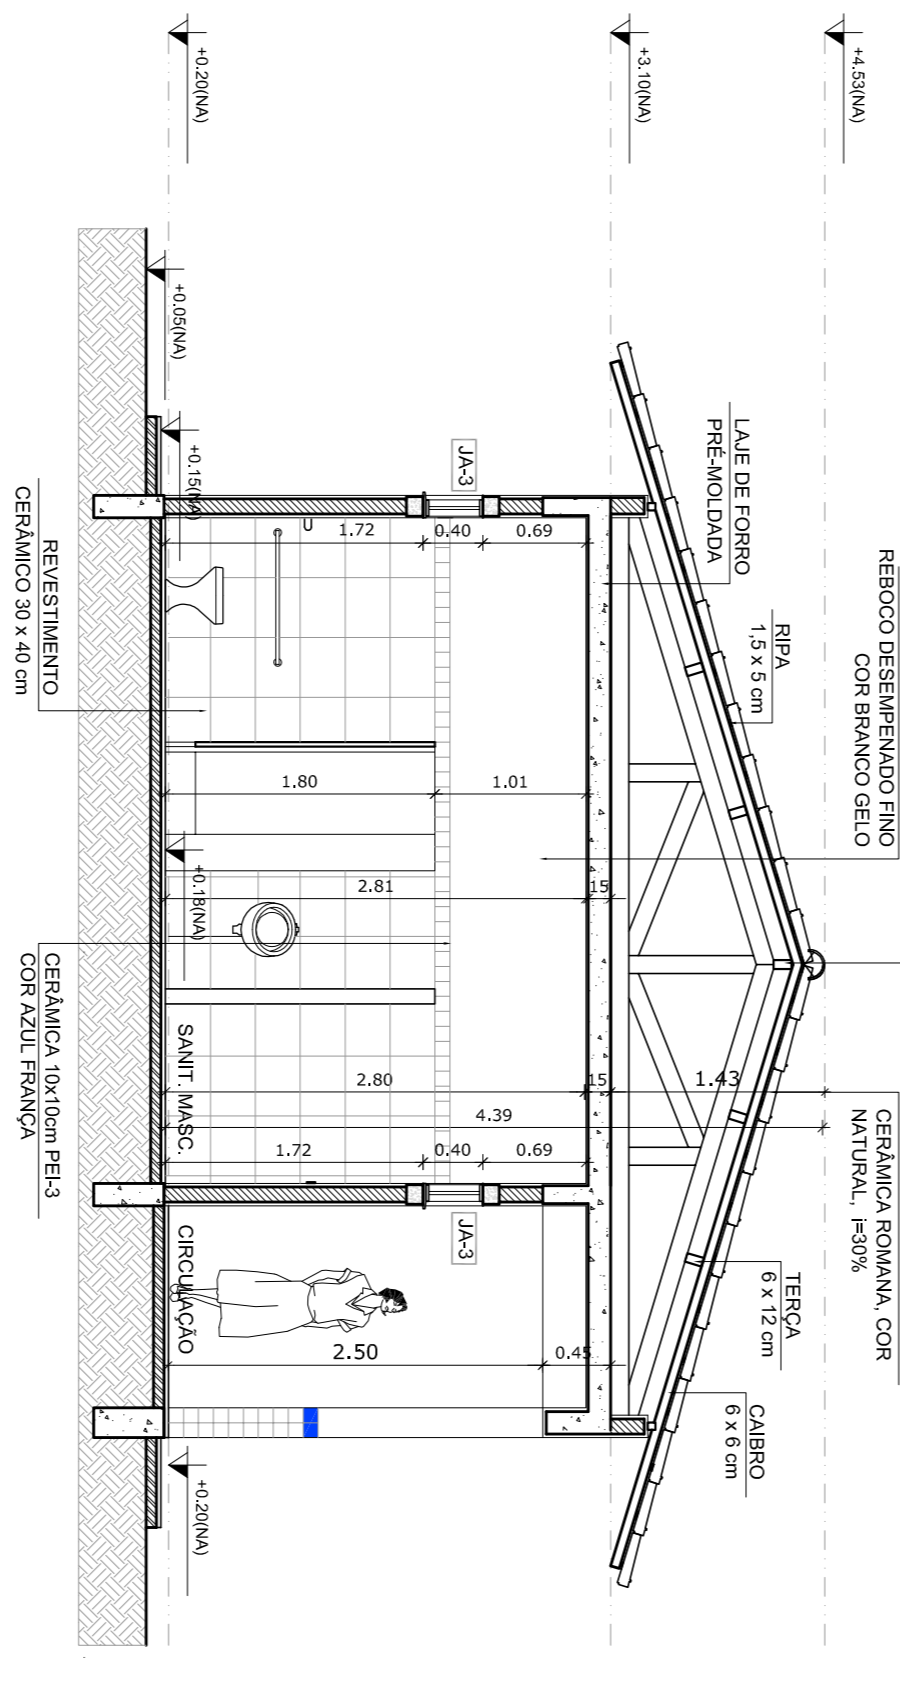 +4.53(NA)
+3.10(NA)
+0.20(NA)
+0.05(NA)
+0.15(NA)
REBOCO DESEMPENADO FINO
COR BRANCO GELO
RIPA
1,5 x 5 cm
LAJE DE FORRO
PRÉ-MOLDADA
JA-3
0.69
0.40
1.72
REVESTIMENTO
CERÂMICO 30 x 40 cm
1.01
1.80
15
2.81
+0.18(NA)
CERÂMICA 10x10cm PEI-3
COR AZUL FRANÇA
SANIT. MASC.
1.43
15
2.80
4.39
0.69
0.40
1.72
CERÂMICA ROMANA, COR
NATURAL, i=30%
JA-3
CIRCULAÇÃO
TERÇA
6 x 12 cm
0.45
2.50
CAIBRO
6 x 6 cm
+0.20(NA)